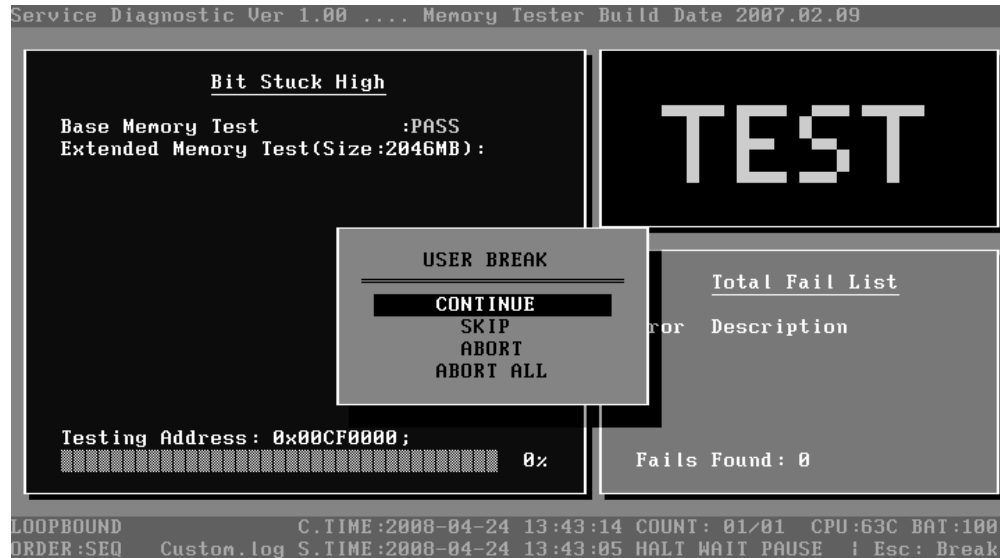 Service Diagnostic Ver 1.00 .... Memory Tester Build Date 2007.02.09
Bit Stuck High
Base Memory Test :PASS
Extended Memory Test(Size:2046MB):
TEST
USER BREAK
CONTINUE
SKIP
ABORT
ABORT ALL
Total Fail List
ror Description
Testing Address: 0x00CF0000;
0%
Fails Found: 0
LOOPBOUND C.TIME:2008-04-24 13:43:14 COUNT: 01/01 CPU:63C BAT:100
ORDER:SEQ Custom.log S.TIME:2008-04-24 13:43:05 HALT WAIT PAUSE ¦ Esc: Break